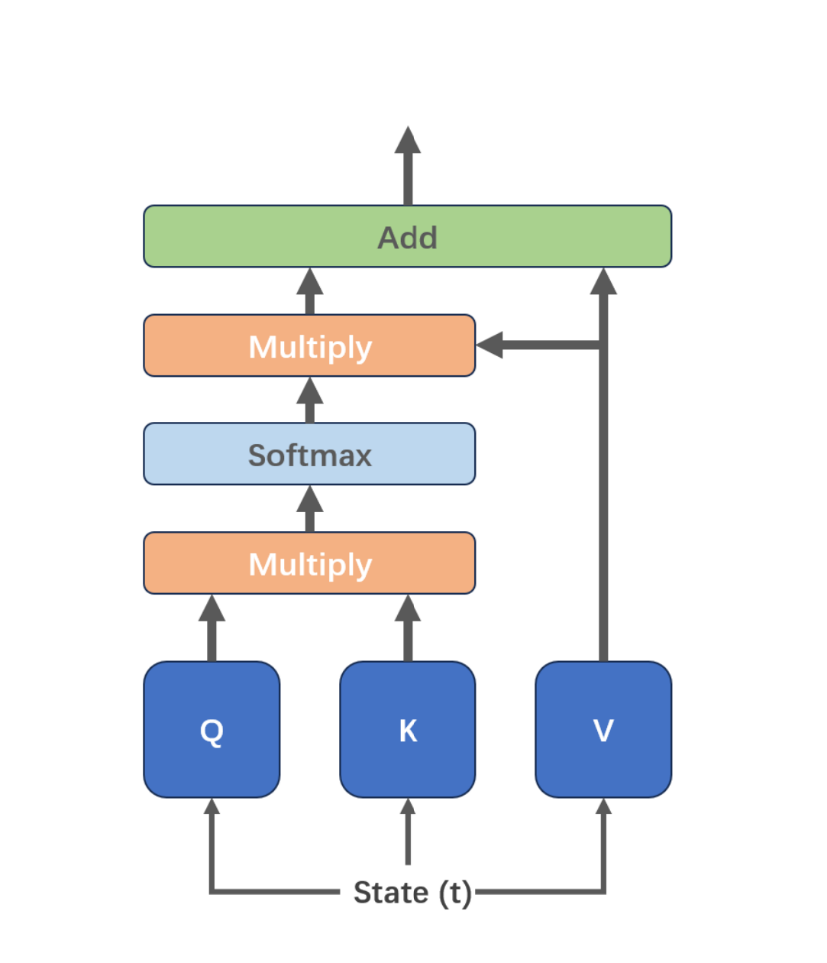 Add
Multiply
Softmax
Multiply
Q
K
V
State (t)